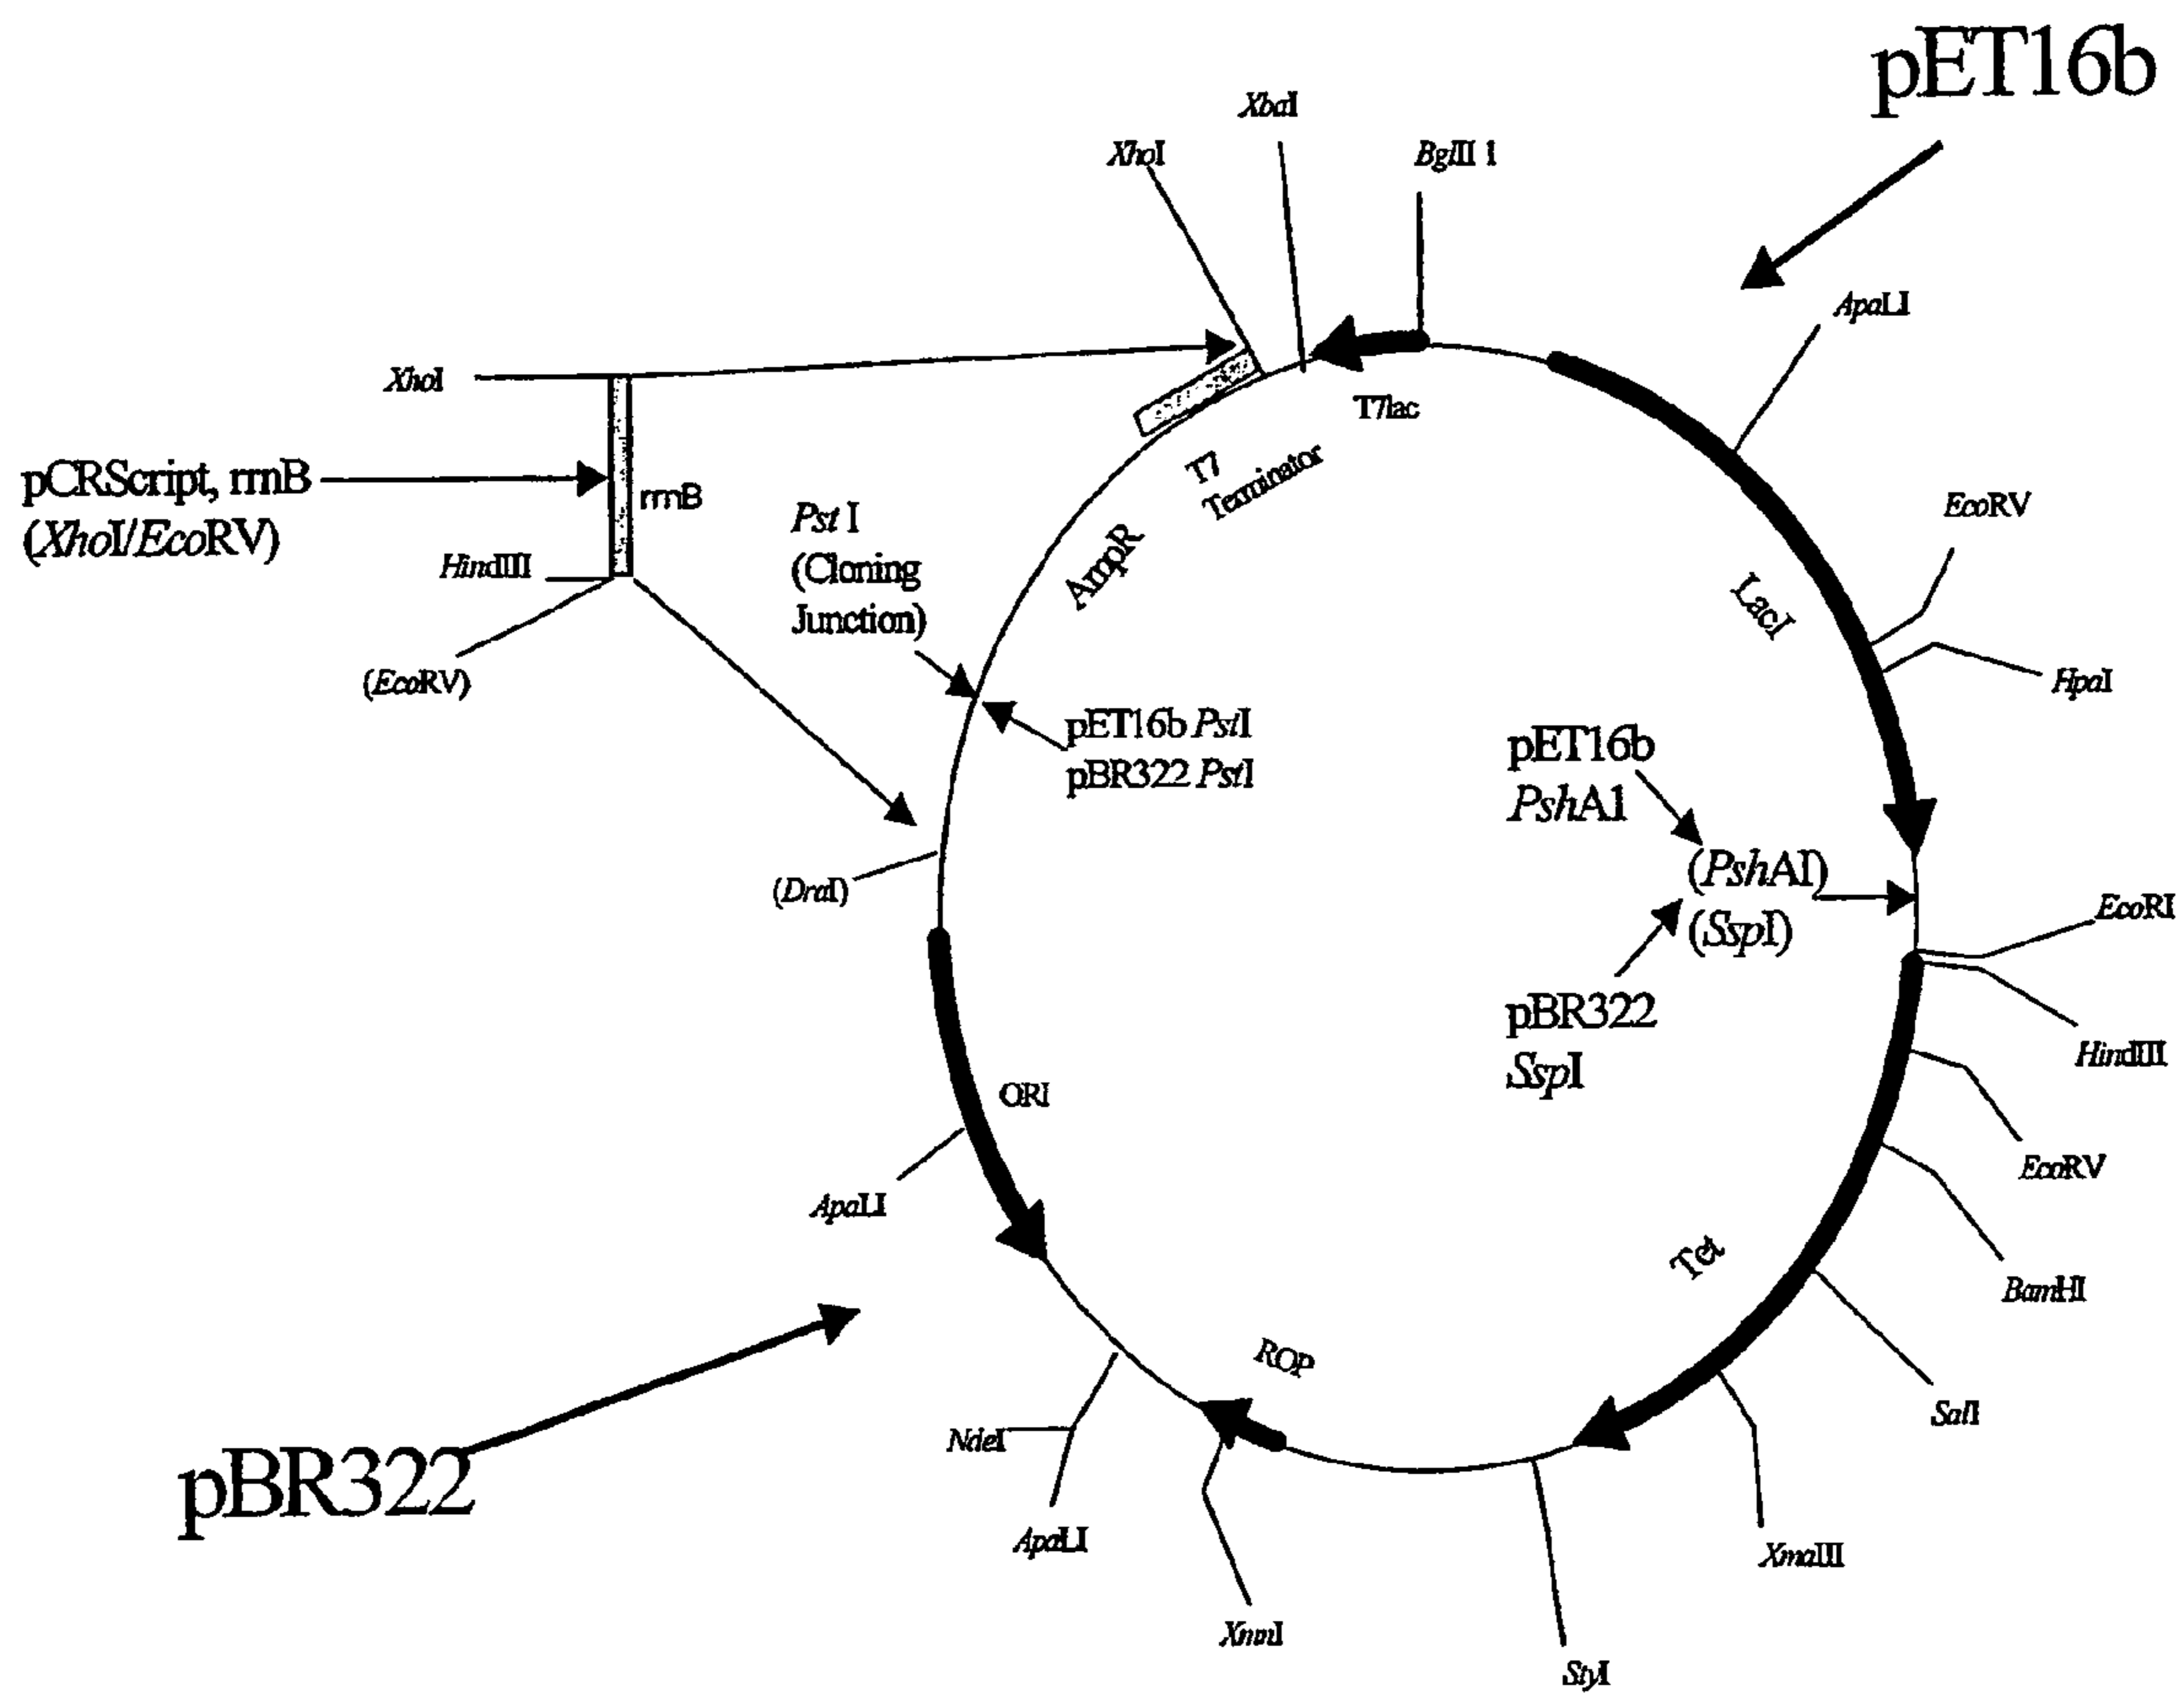 pET16b
XbaI
XhoI
BglII 1
ApaLI
XhoI
T7lac
pCRScript, rrnB
(XhoI/EcoRV)
rrnB
HindIII
(EcoRV)
T7
Terminator
AmpR
Pst I
(Cloning
Junction)
pET16b PstI
pBR322 PstI
EcoRV
LacI
HpaI
pET16b
PshA1
(PshAI)
(SspI)
pBR322
SspI
(DraI)
EcoRI
HindIII
EcoRV
BamHI
SalI
ORI
ApaLI
Tet
ROP
pBR322
NdeI
ApaLI
XmnI
StyI
XmaIII